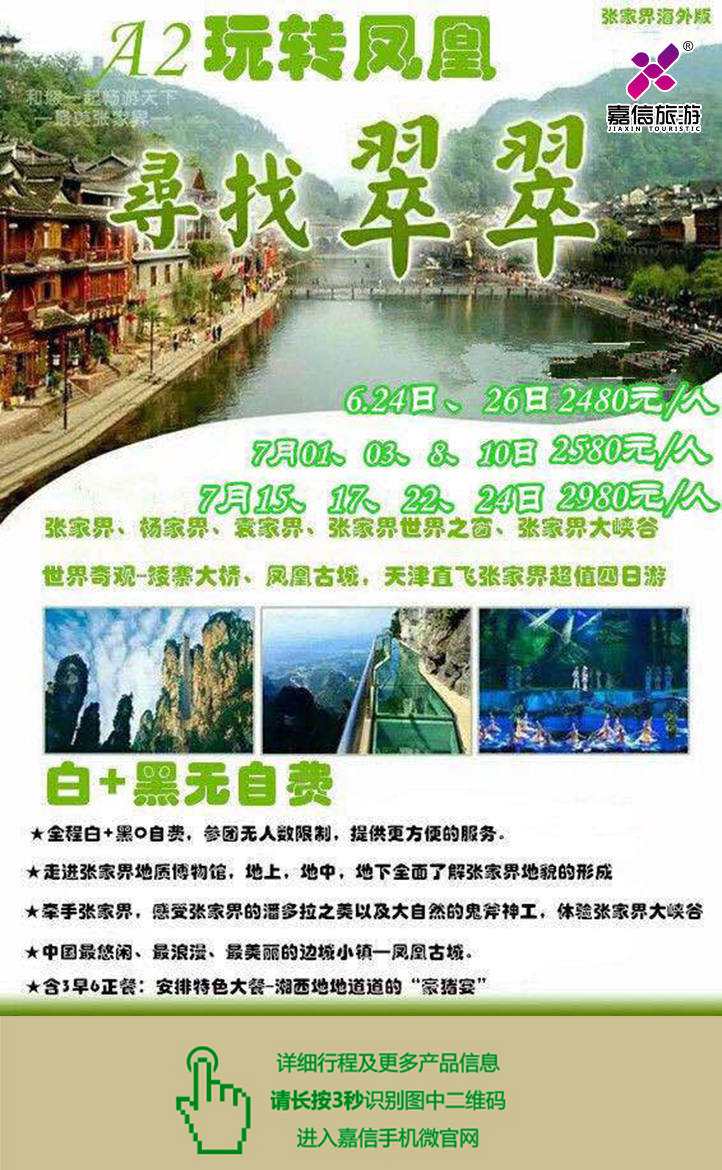 张家界海外版
A2玩转凤凰
嘉信旅游®
JIAXIN TOURISTIC
和您一起畅游天下
—最美张家界—
尋找翠翠
6.24日、26日2480元/人
7月01、03、8、10日2580元/人
7月15、17、22、24日2980元/人
张家界、杨家界、袁家界、张家界世界之窗、张家界大峡谷
世界奇观-矮寨大桥、凤凰古城，天津直飞张家界超值四日游
白+黑无自费
★全程白+黑0自费，参团无人数限制，提供更方便的服务。
★走进张家界地质博物馆，地上，地中，地下全面了解张家界地貌的形成
★牵手张家界，感受张家界的潘多拉之美以及大自然的鬼斧神工，体验张家界大峡谷
★中国最悠闲、最浪漫、最美丽的边城小镇—凤凰古城。
★含3早6正餐：安排特色大餐-湘西地地道道的“家猪宴”
详细行程及更多产品信息
请长按3秒识别图中二维码
进入嘉信手机微官网